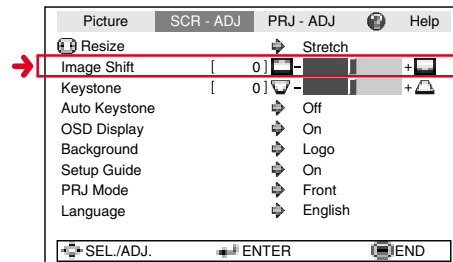 Picture SCR - ADJ PRJ - ADJ ? Help
Resize Stretch
Image Shift [ 0 ] - +
Keystone [ 0 ] - +
Auto Keystone Off
OSD Display On
Background Logo
Setup Guide On
PRJ Mode Front
Language English
SEL./ADJ. ENTER END